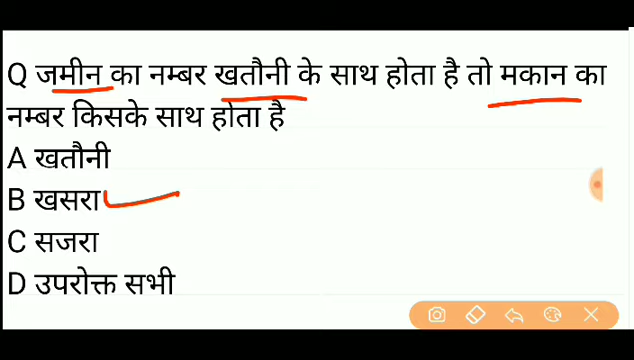 Q जमीन का नम्बर खतौनी के साथ होता है तो मकान का
नम्बर किसके साथ होता है
A खतौनी
B खसरा
C सजरा
D उपरोक्त सभी